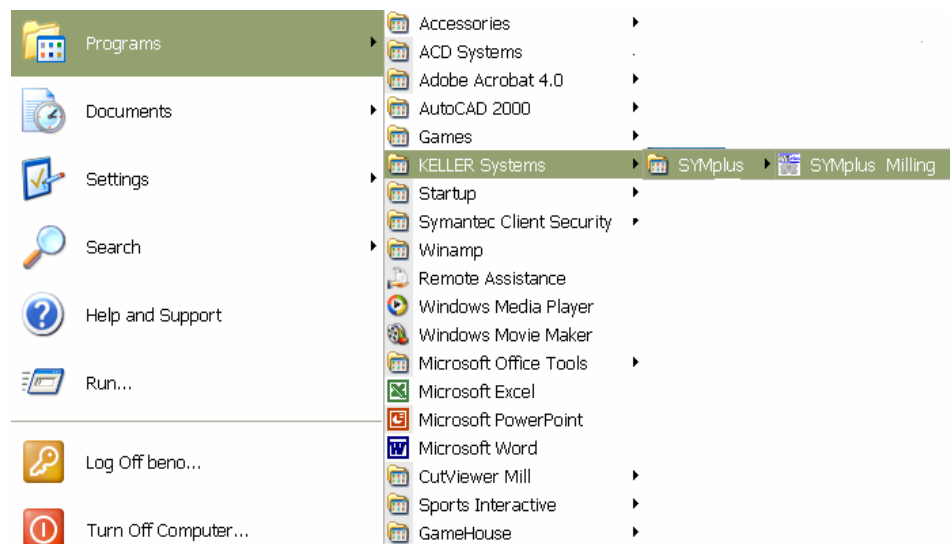 Programs
Documents
Settings
Search
Help and Support
Run...
Log Off beno...
Turn Off Computer...
Accessories
ACD Systems
Adobe Acrobat 4.0
AutoCAD 2000
Games
KELLER Systems
Startup
Symantec Client Security
Winamp
Remote Assistance
Windows Media Player
Windows Movie Maker
Microsoft Office Tools
Microsoft Excel
Microsoft PowerPoint
Microsoft Word
CutViewer Mill
Sports Interactive
GameHouse
SYMplus
SYMplus Milling